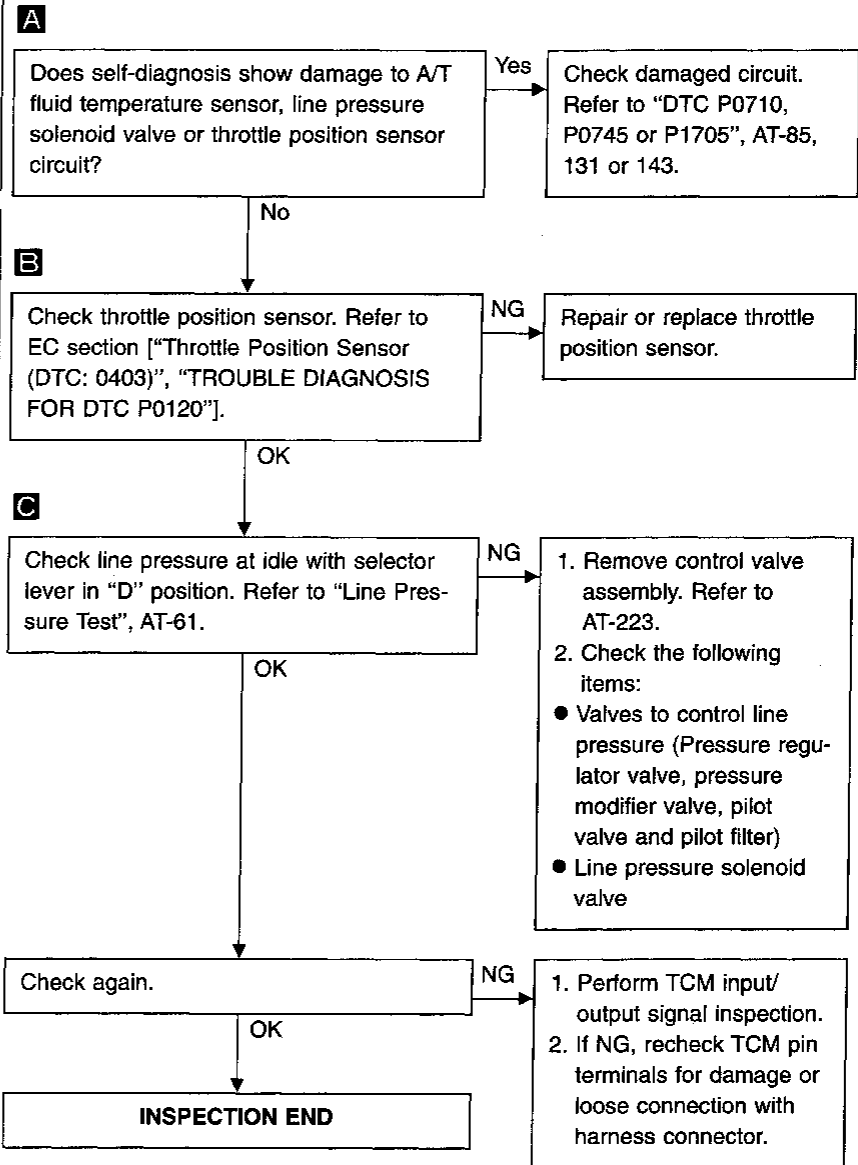 A
Does self-diagnosis show damage to A/T
fluid temperature sensor, line pressure
solenoid valve or throttle position sensor
circuit?
Yes
Check damaged circuit.
Refer to “DTC P0710,
P0745 or P1705”, AT-85,
131 or 143.
No
B
Check throttle position sensor. Refer to
EC section [“Throttle Position Sensor
(DTC: 0403)”, “TROUBLE DIAGNOSIS
FOR DTC P0120”].
NG
Repair or replace throttle
position sensor.
OK
C
Check line pressure at idle with selector
lever in “D” position. Refer to “Line Pres-
sure Test”, AT-61.
NG
1. Remove control valve
assembly. Refer to
AT-223.
2. Check the following
items:
● Valves to control line
pressure (Pressure regu-
lator valve, pressure
modifier valve, pilot
valve and pilot filter)
● Line pressure solenoid
valve
OK
Check again.
NG
1. Perform TCM input/
output signal inspection.
2. If NG, recheck TCM pin
terminals for damage or
loose connection with
harness connector.
OK
INSPECTION END